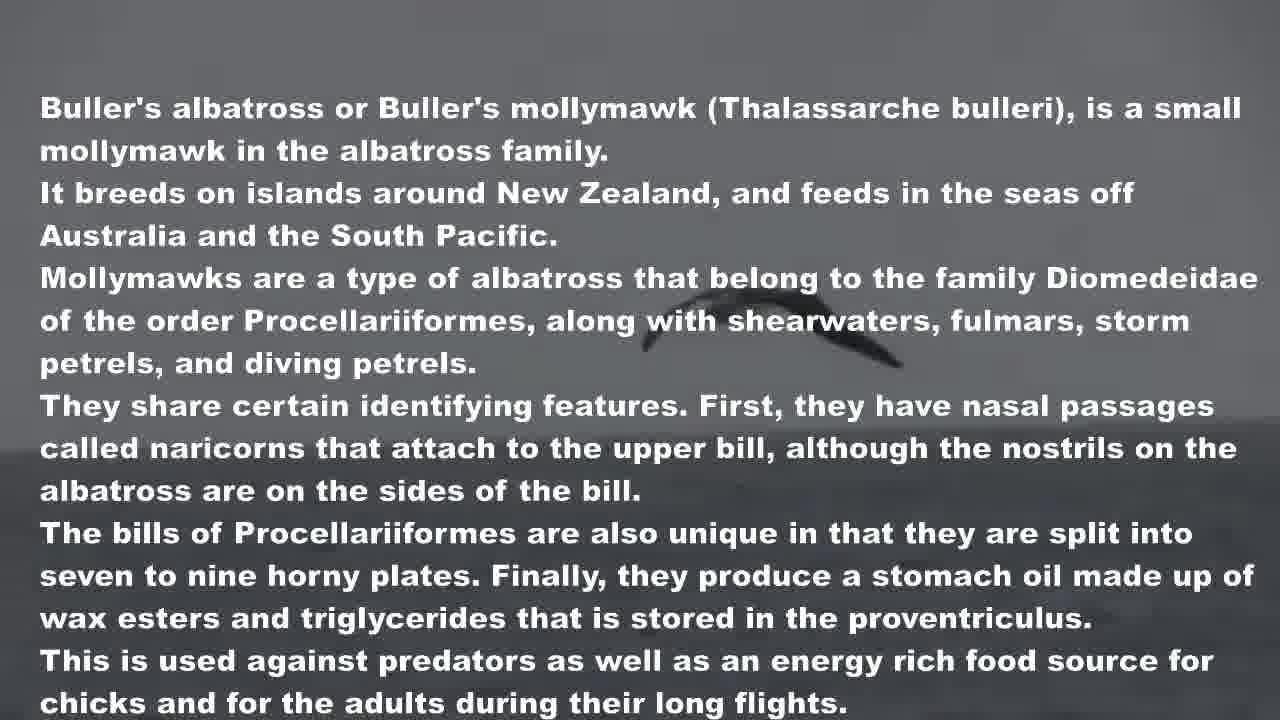 Buller's albatross or Buller's mollymawk (Thalassarche bulleri), is a small
mollymawk in the albatross family.
It breeds on islands around New Zealand, and feeds in the seas off
Australia and the South Pacific.
Mollymawks are a type of albatross that belong to the family Diomedeidae
of the order Procellariiformes, along with shearwaters, fulmars, storm
petrels, and diving petrels.
They share certain identifying features. First, they have nasal passages
called naricorns that attach to the upper bill, although the nostrils on the
albatross are on the sides of the bill.
The bills of Procellariiformes are also unique in that they are split into
seven to nine horny plates. Finally, they produce a stomach oil made up of
wax esters and triglycerides that is stored in the proventriculus.
This is used against predators as well as an energy rich food source for
chicks and for the adults during their long flights.